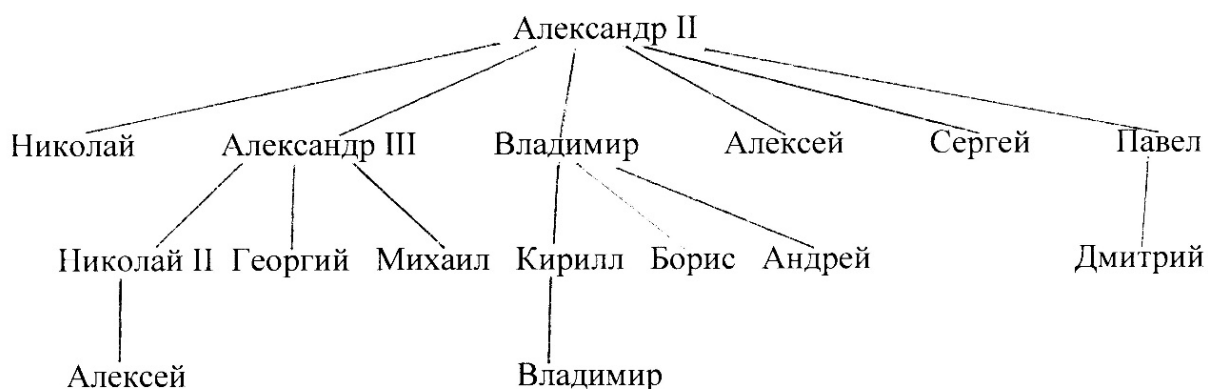 Александр II
Николай Александр III Владимир Алексей Сергей Павел
Николай II Георгий Михаил Кирилл Борис Андрей Дмитрий
Алексей Владимир